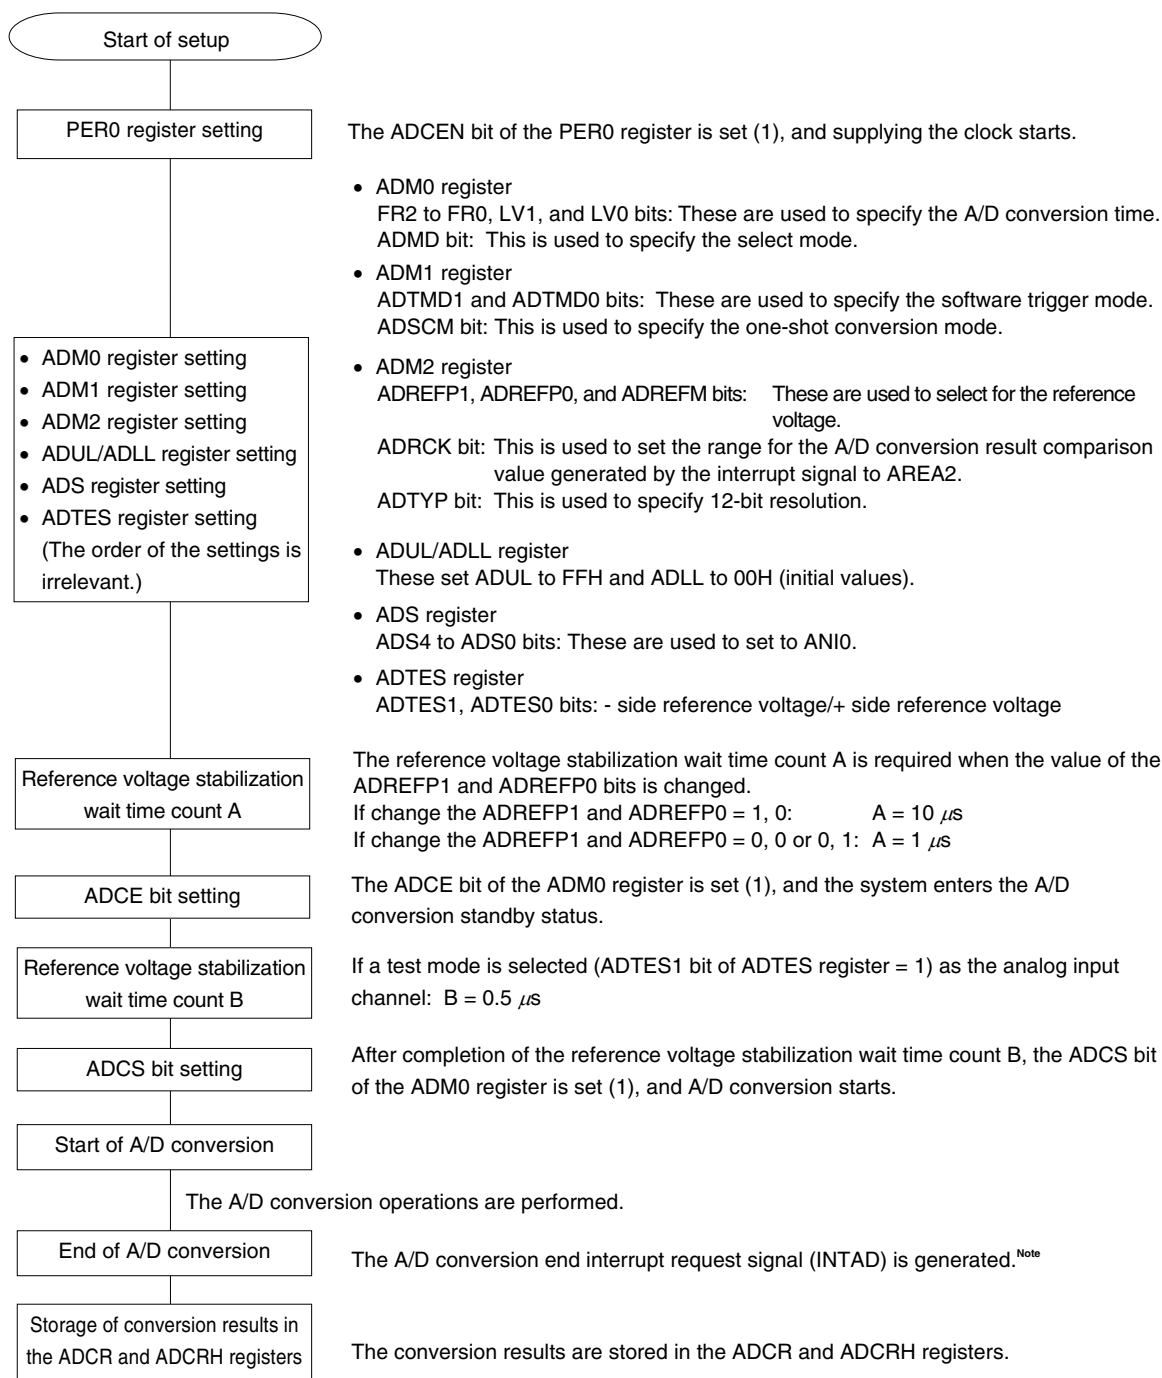 Start of setup
PER0 register setting
The ADCEN bit of the PER0 register is set (1), and supplying the clock starts.
• ADM0 register
FR2 to FR0, LV1, and LV0 bits: These are used to specify the A/D conversion time.
ADMD bit: This is used to specify the select mode.
• ADM1 register
ADTMD1 and ADTMD0 bits: These are used to specify the software trigger mode.
ADSCM bit: This is used to specify the one-shot conversion mode.
• ADM2 register
ADREFP1, ADREFP0, and ADREFM bits: These are used to select for the reference
voltage.
ADRCK bit: This is used to set the range for the A/D conversion result comparison
value generated by the interrupt signal to AREA2.
ADTYP bit: This is used to specify 12-bit resolution.
• ADUL/ADLL register
These set ADUL to FFH and ADLL to 00H (initial values).
• ADS register
ADS4 to ADS0 bits: These are used to set to ANI0.
• ADTES register
ADTES1, ADTES0 bits: - side reference voltage/+ side reference voltage
• ADM0 register setting
• ADM1 register setting
• ADM2 register setting
• ADUL/ADLL register setting
• ADS register setting
• ADTES register setting
(The order of the settings is
irrelevant.)
Reference voltage stabilization
wait time count A
The reference voltage stabilization wait time count A is required when the value of the
ADREFP1 and ADREFP0 bits is changed.
If change the ADREFP1 and ADREFP0 = 1, 0: A = 10 μs
If change the ADREFP1 and ADREFP0 = 0, 0 or 0, 1: A = 1 μs
ADCE bit setting
The ADCE bit of the ADM0 register is set (1), and the system enters the A/D
conversion standby status.
Reference voltage stabilization
wait time count B
If a test mode is selected (ADTES1 bit of ADTES register = 1) as the analog input
channel: B = 0.5 μs
ADCS bit setting
After completion of the reference voltage stabilization wait time count B, the ADCS bit
of the ADM0 register is set (1), and A/D conversion starts.
Start of A/D conversion
The A/D conversion operations are performed.
End of A/D conversion
The A/D conversion end interrupt request signal (INTAD) is generated.Note
Storage of conversion results in
the ADCR and ADCRH registers
The conversion results are stored in the ADCR and ADCRH registers.